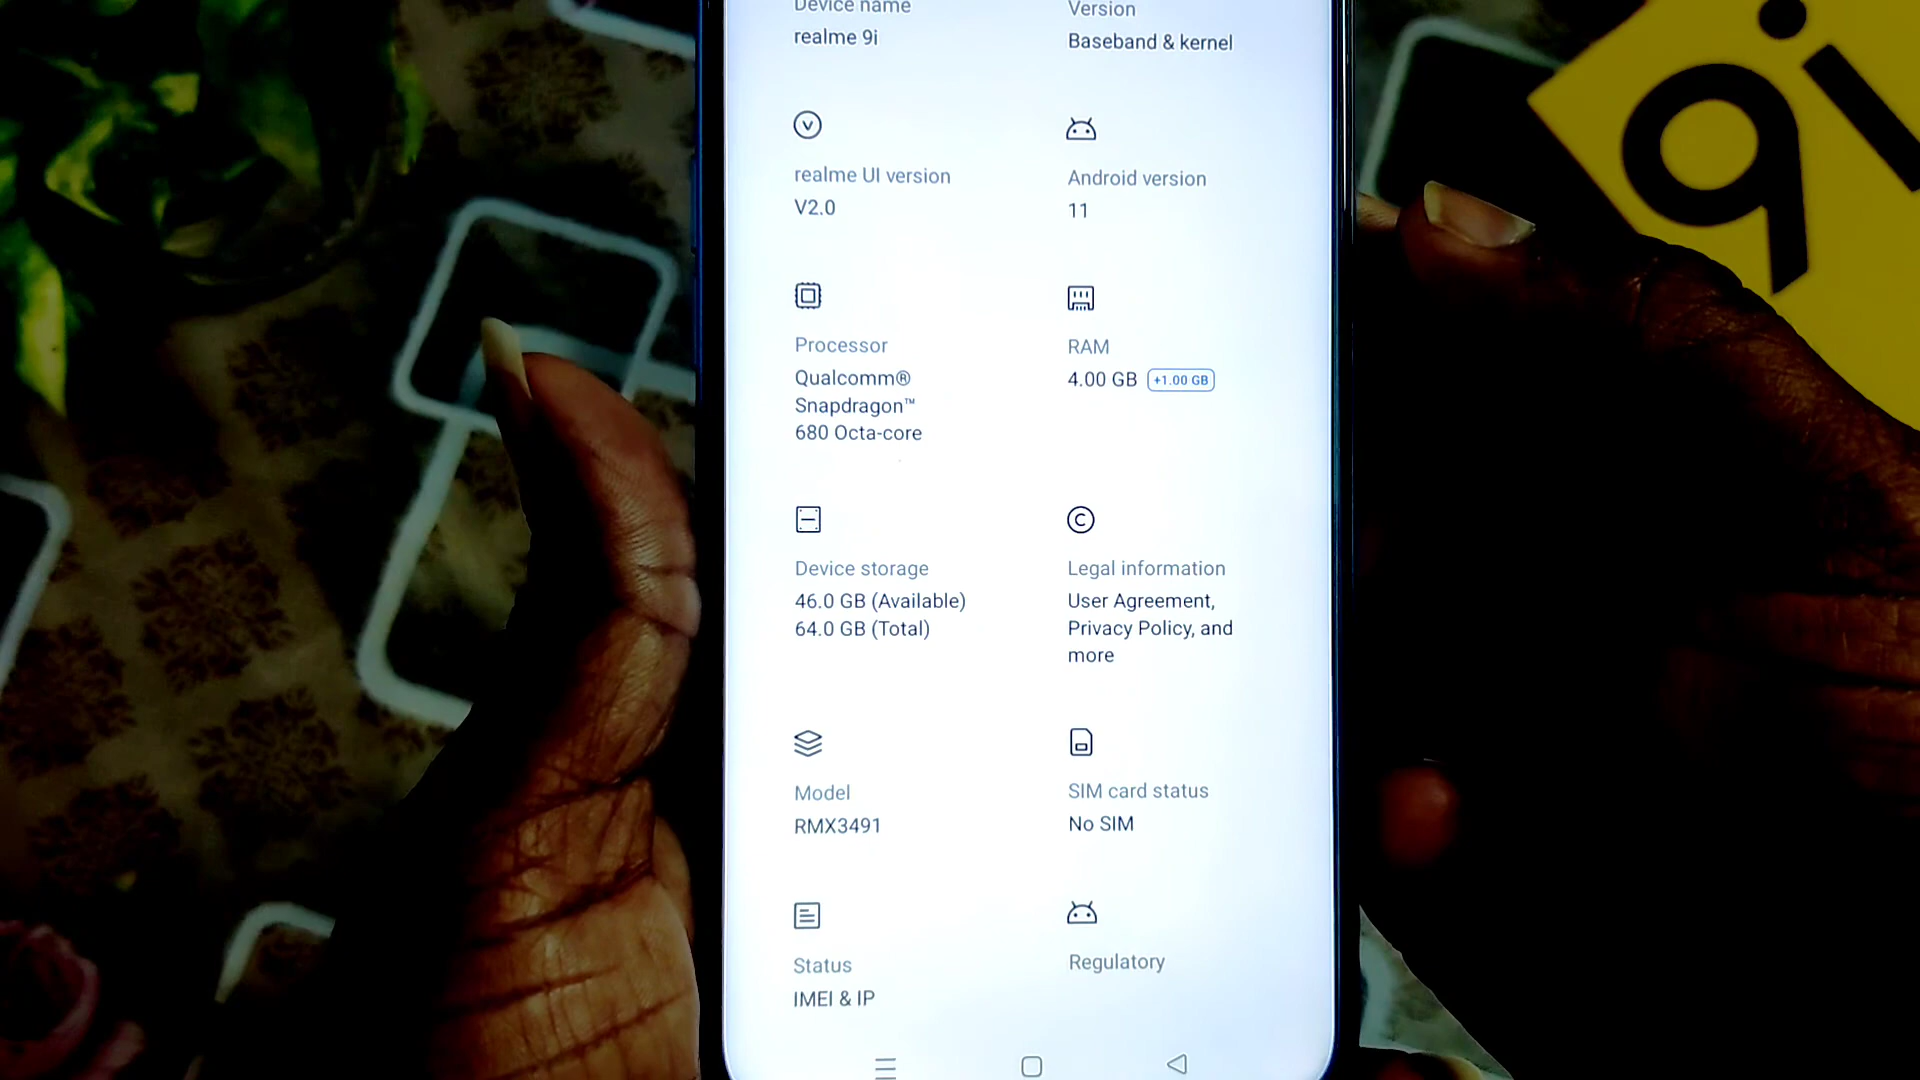 Device name
realme 9i
Version
Baseband & kernel
realme UI version
V2.0
Android version
11
Processor
Qualcomm®
Snapdragon™
680 Octa-core
RAM
4.00 GB +1.00 GB
Device storage
46.0 GB (Available)
64.0 GB (Total)
Legal information
User Agreement,
Privacy Policy, and
more
Model
RMX3491
SIM card status
No SIM
Status
IMEI & IP
Regulatory
9i